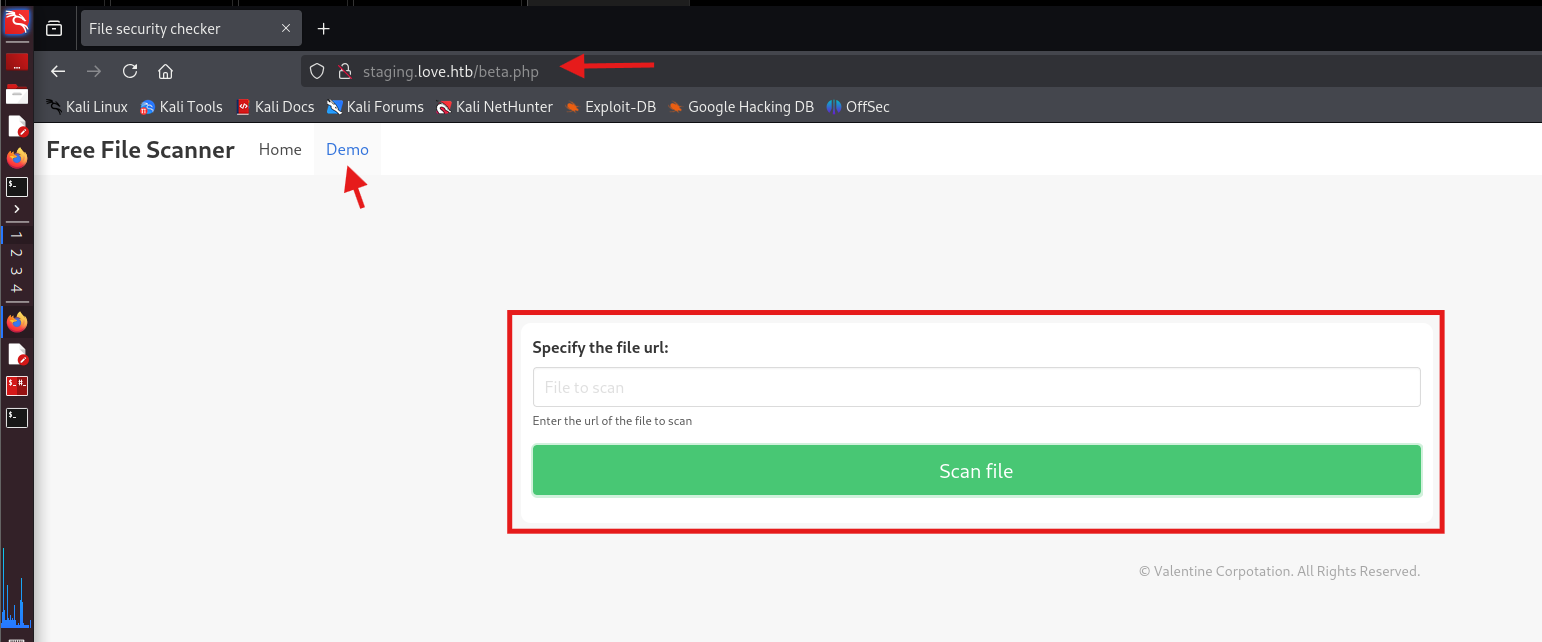 File security checker
staging.love.htb/beta.php
Kali Linux Kali Tools Kali Docs Kali Forums Kali NetHunter Exploit-DB Google Hacking DB OffSec
Free File Scanner Home Demo
1
2
3
4
Specify the file url:
File to scan
Enter the url of the file to scan
Scan file
© Valentine Corpotation. All Rights Reserved.